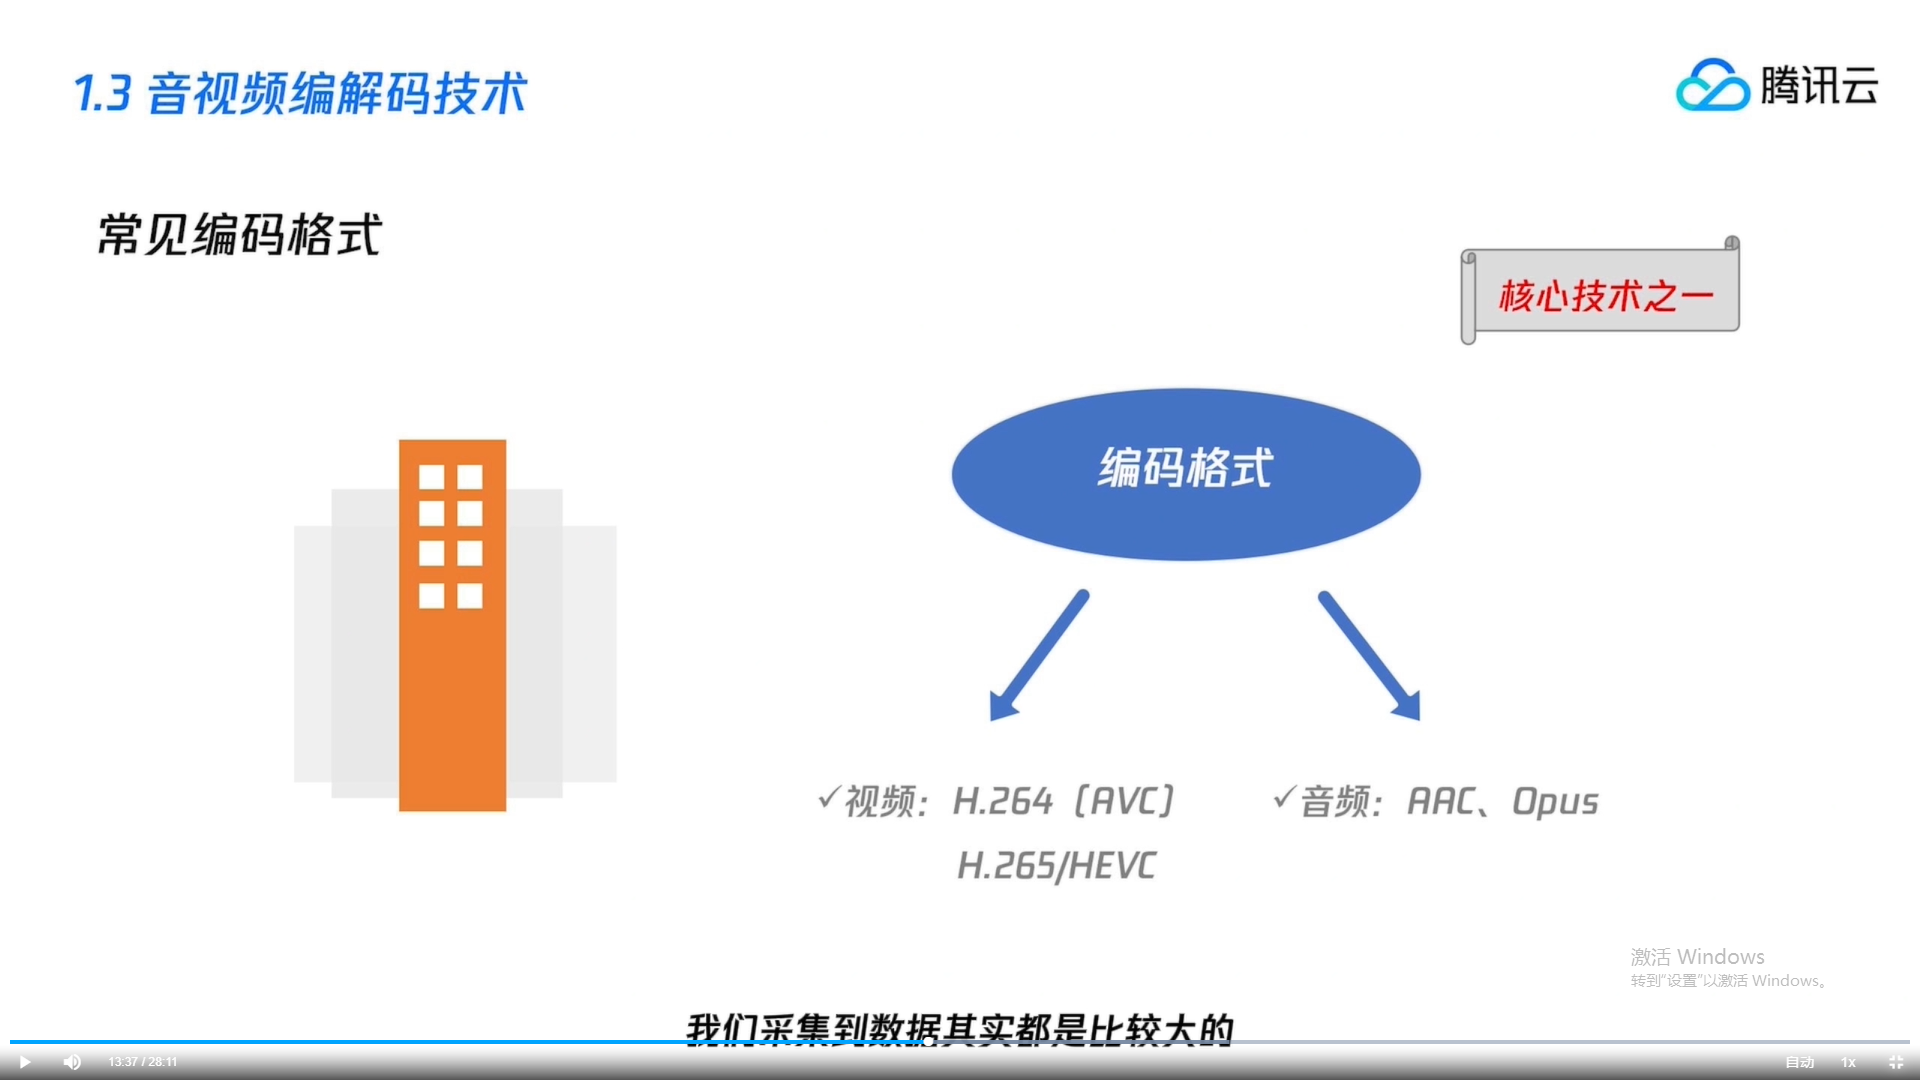 1.3 音视频编解码技术
腾讯云
常见编码格式
核心技术之一
编码格式
✓视频：H.264（AVC）
H.265/HEVC
✓音频：AAC、Opus
激活 Windows
转到“设置”以激活 Windows。
我们采集到数据其实都是比较大的
13:37 / 28:11
自动
1x